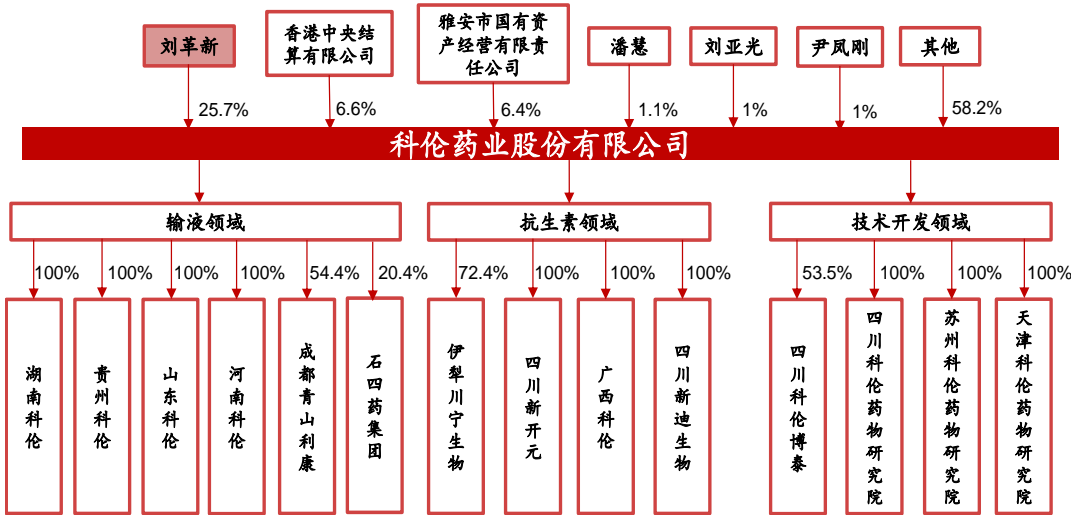 刘革新
香港中央结
算有限公司
雅安市国有资
产经营有限责
任公司
潘慧
刘亚光
尹凤刚
其他
25.7%
6.6%
6.4%
1.1%
1%
1%
58.2%
科伦药业股份有限公司
输液领域
抗生素领域
技术开发领域
100%
100%
100%
100%
54.4%
20.4%
72.4%
100%
100%
100%
53.5%
100%
100%
100%
湖南科伦
贵州科伦
山东科伦
河南科伦
成都青山利康
石四药集团
伊犁川宁生物
四川新开元
广西科伦
四川新迪生物
四川科伦博泰
四川科伦药物研究院
苏州科伦药物研究院
天津科伦药物研究院